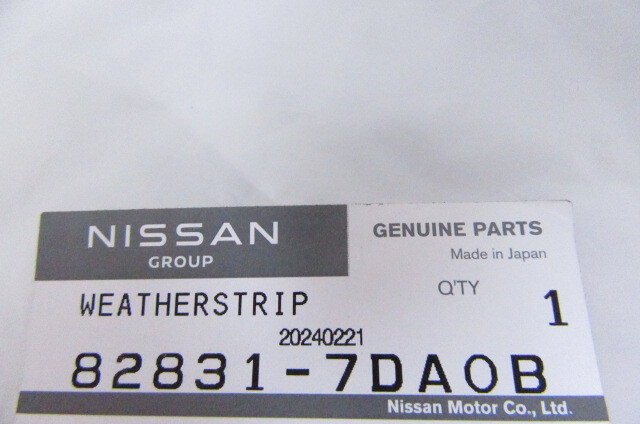 NISSAN
GROUP
GENUINE PARTS
Made in Japan
Q'TY 1
WEATHERSTRIP
20240221
82831-7DA0B
Nissan Motor Co., Ltd.